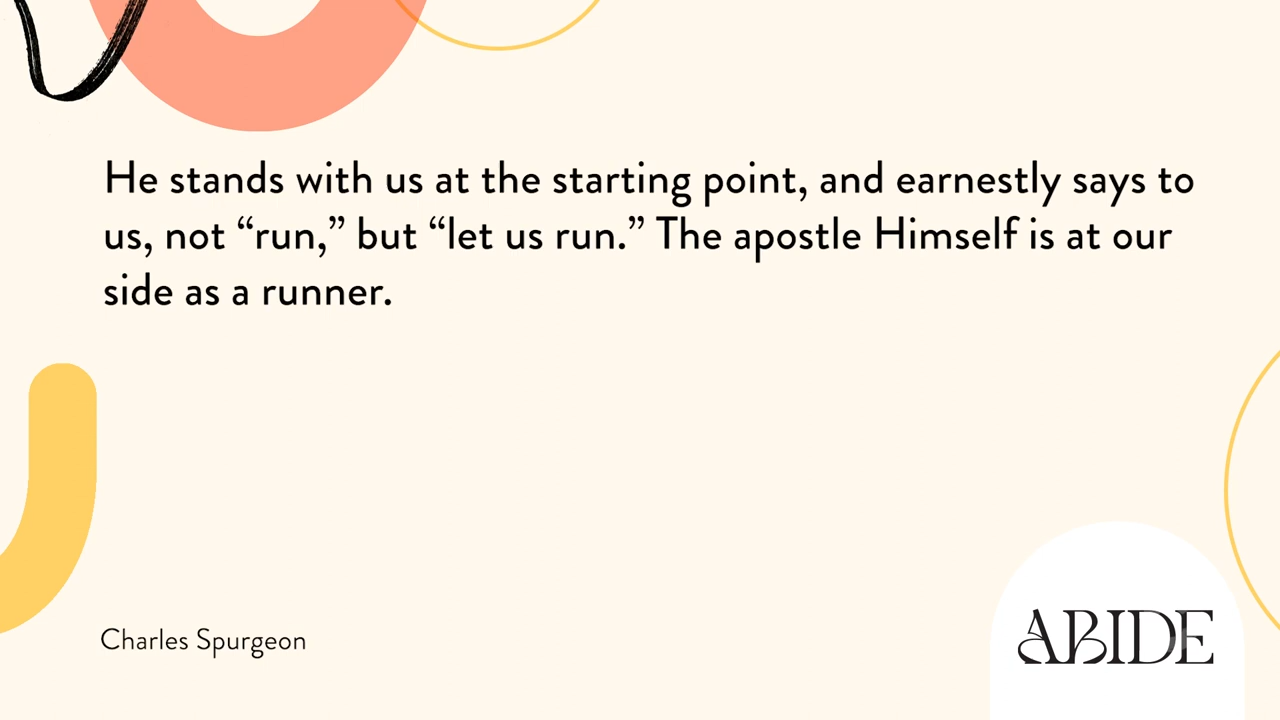 He stands with us at the starting point, and earnestly says to
us, not “run,” but “let us run.” The apostle Himself is at our
side as a runner.
Charles Spurgeon
ABIDE